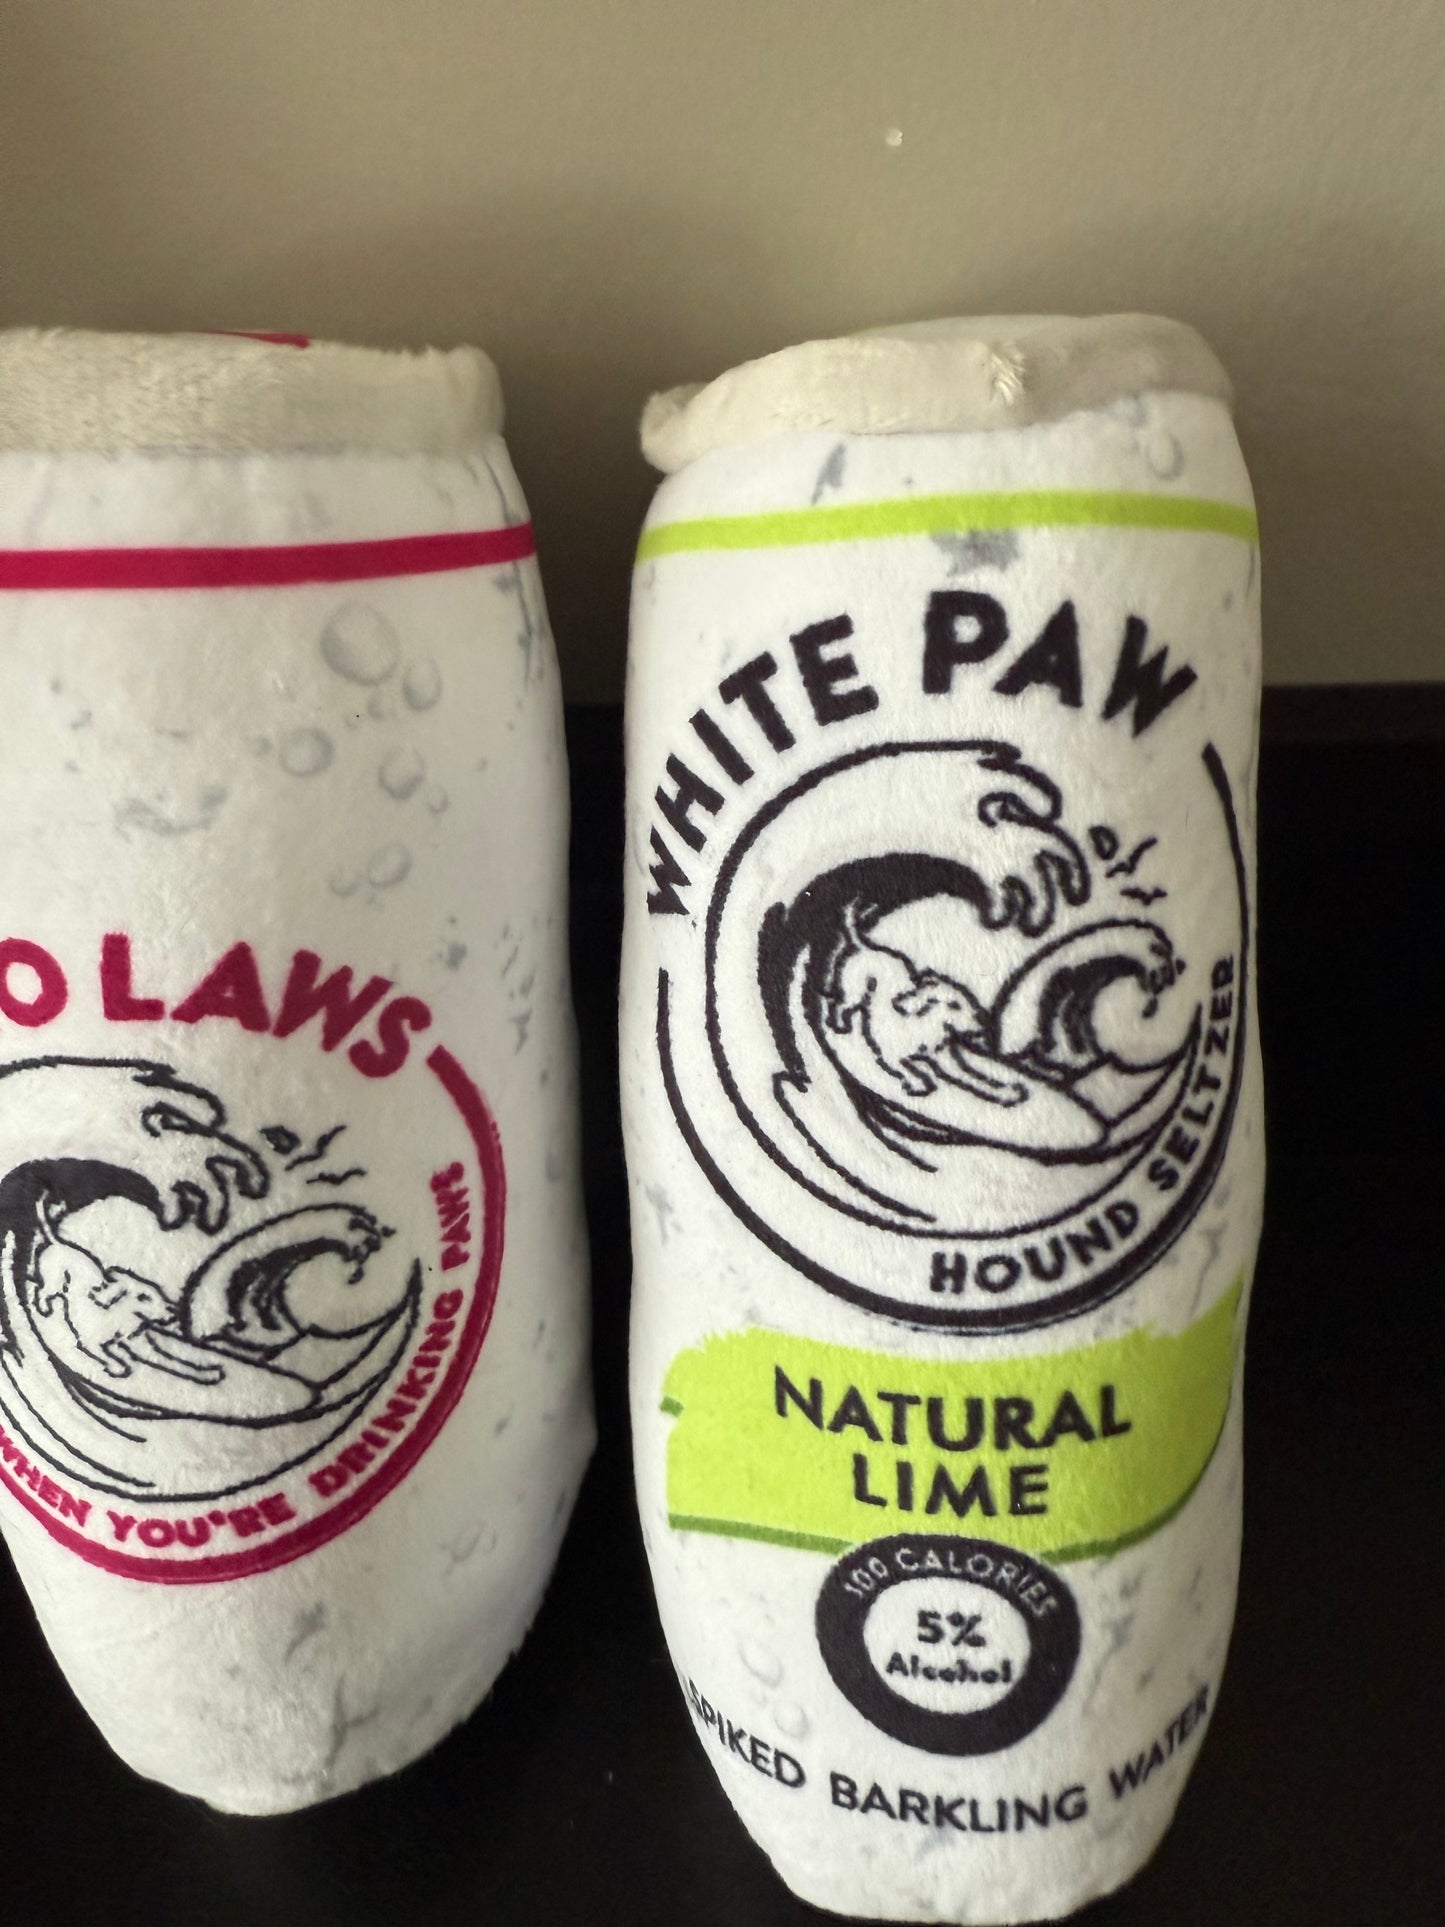 O LAWS
WHEN YOU'RE DRINKING PAWS
WHITE PAW
HOUND SELTZER
NATURAL
LIME
100 CALORIES
5%
Alcohol
SPIKED BARKLING WATER